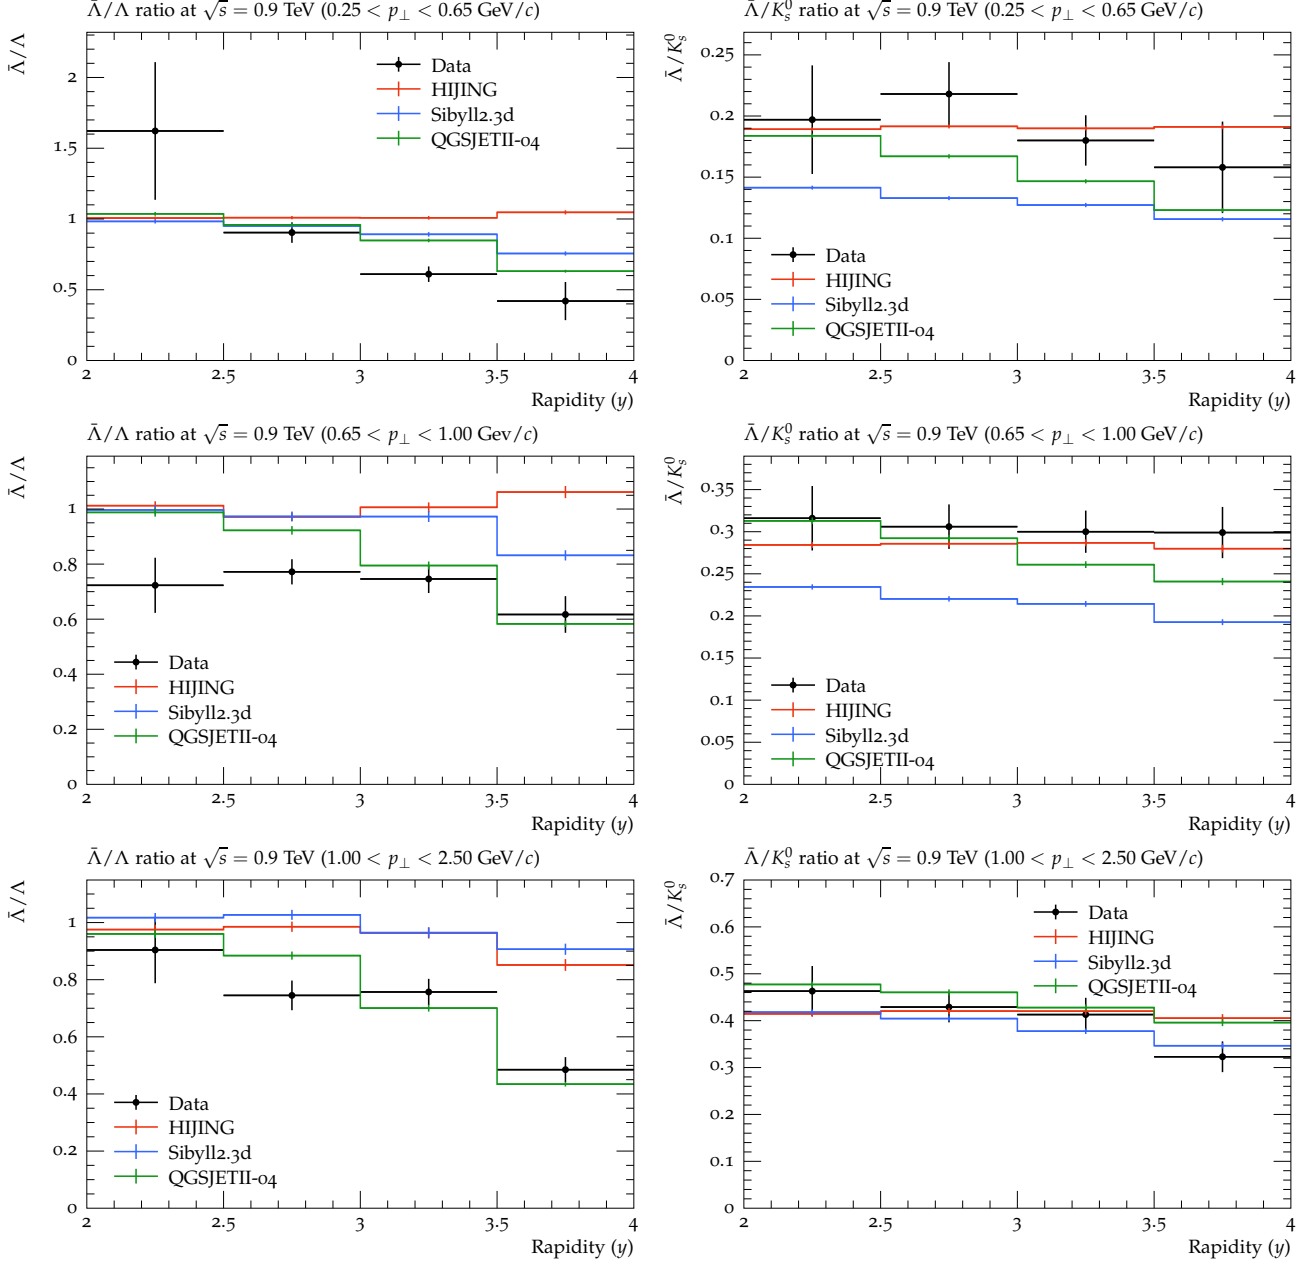 Λ̄/Λ ratio at √s = 0.9 TeV (0.25 < p⊥ < 0.65 GeV/c)
Λ̄/Λ
2
1.5
1
0.5
0
Data
HIJING
Sibyll2.3d
QGSJETII-04
2 2.5 3 3.5 4
Rapidity (y)
Λ̄/K⁰ₛ ratio at √s = 0.9 TeV (0.25 < p⊥ < 0.65 GeV/c)
Λ̄/K⁰ₛ
0.25
0.2
0.15
0.1
0.05
0
Data
HIJING
Sibyll2.3d
QGSJETII-04
2 2.5 3 3.5 4
Rapidity (y)
Λ̄/Λ ratio at √s = 0.9 TeV (0.65 < p⊥ < 1.00 Gev/c)
Λ̄/Λ
1
0.8
0.6
0.4
0.2
0
Data
HIJING
Sibyll2.3d
QGSJETII-04
2 2.5 3 3.5 4
Rapidity (y)
Λ̄/K⁰ₛ ratio at √s = 0.9 TeV (0.65 < p⊥ < 1.00 GeV/c)
Λ̄/K⁰ₛ
0.35
0.3
0.25
0.2
0.15
0.1
0.05
0
Data
HIJING
Sibyll2.3d
QGSJETII-04
2 2.5 3 3.5 4
Rapidity (y)
Λ̄/Λ ratio at √s = 0.9 TeV (1.00 < p⊥ < 2.50 GeV/c)
Λ̄/Λ
1
0.8
0.6
0.4
0.2
0
Data
HIJING
Sibyll2.3d
QGSJETII-04
2 2.5 3 3.5 4
Rapidity (y)
Λ̄/K⁰ₛ ratio at √s = 0.9 TeV (1.00 < p⊥ < 2.50 GeV/c)
Λ̄/K⁰ₛ
0.7
0.6
0.5
0.4
0.3
0.2
0.1
0
Data
HIJING
Sibyll2.3d
QGSJETII-04
2 2.5 3 3.5 4
Rapidity (y)